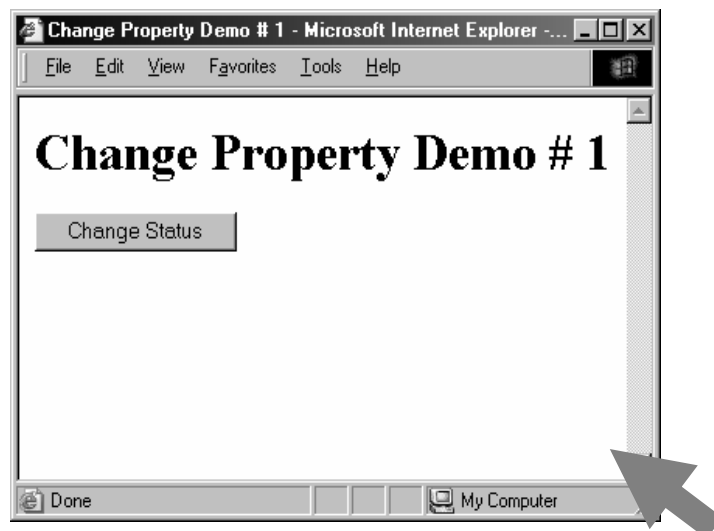 Change Property Demo # 1 - Microsoft Internet Explorer -...
File Edit View Favorites Tools Help
Change Property Demo # 1
Change Status
Done My Computer